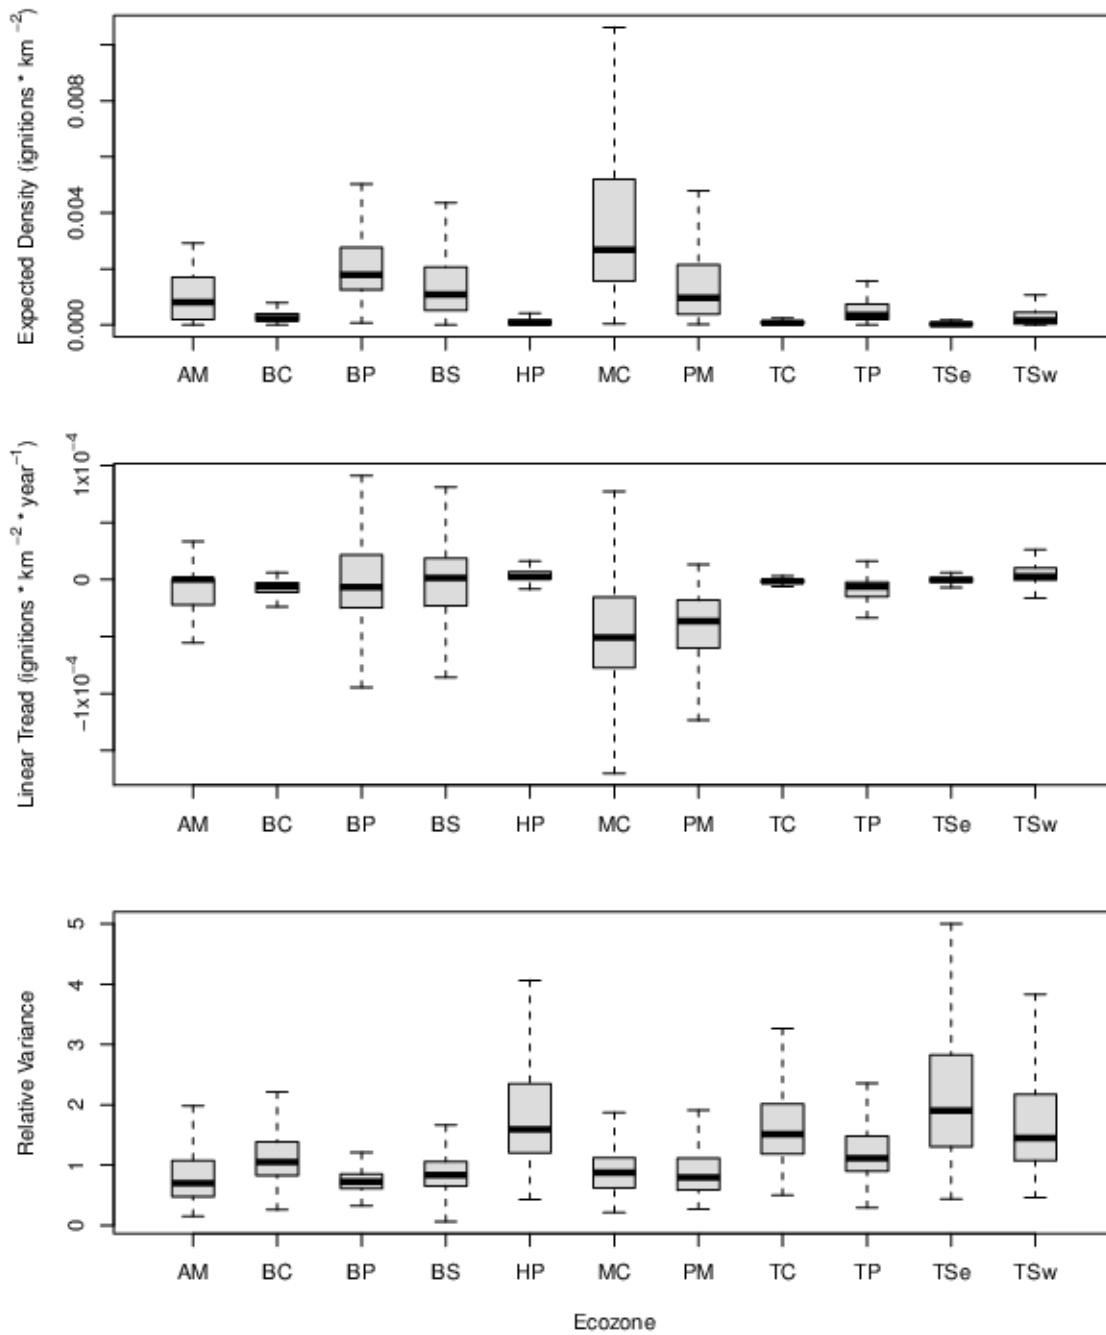 Expected Density (ignitions * km⁻²)
0.008
0.004
0.000
AM BC BP BS HP MC PM TC TP TSe TSw
Linear Tread (ignitions * km⁻² * year⁻¹)
1x10⁻⁴
0
−1x10⁻⁴
AM BC BP BS HP MC PM TC TP TSe TSw
Relative Variance
5
4
3
2
1
0
AM BC BP BS HP MC PM TC TP TSe TSw
Ecozone